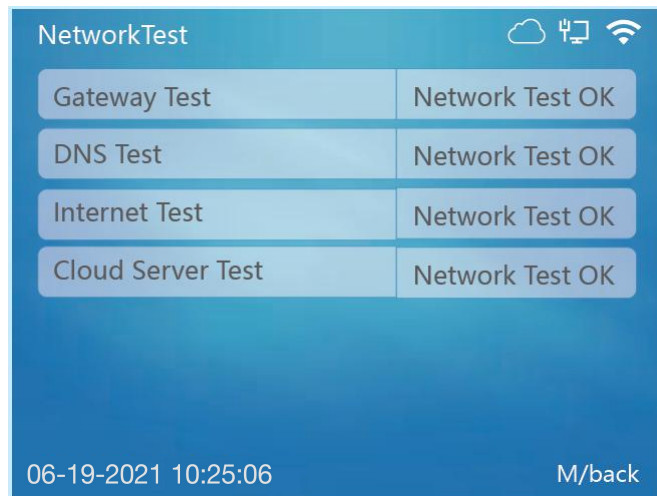 NetworkTest
Gateway Test Network Test OK
DNS Test Network Test OK
Internet Test Network Test OK
Cloud Server Test Network Test OK
06-19-2021 10:25:06 M/back